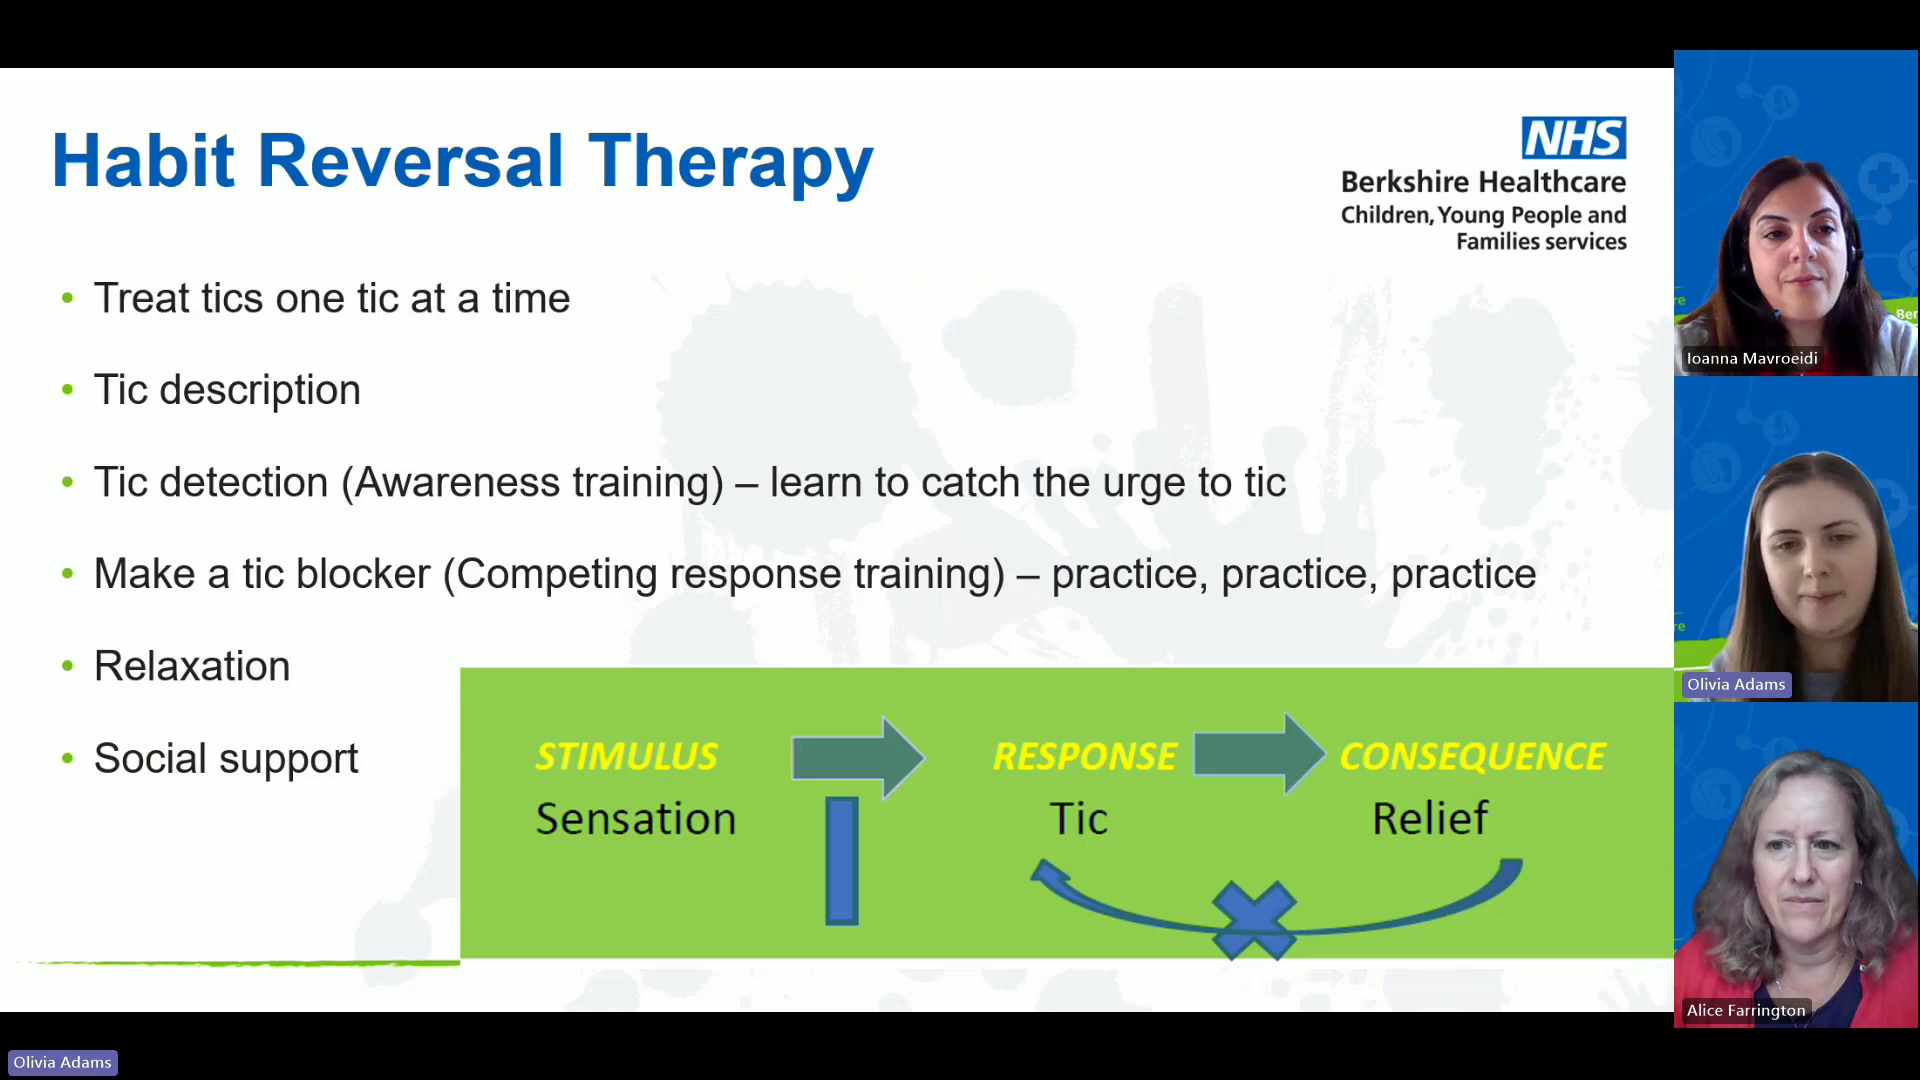 Habit Reversal Therapy
NHS
Berkshire Healthcare
Children, Young People and
Families services
• Treat tics one tic at a time
• Tic description
• Tic detection (Awareness training) – learn to catch the urge to tic
• Make a tic blocker (Competing response training) – practice, practice, practice
• Relaxation
• Social support
STIMULUS RESPONSE CONSEQUENCE
Sensation Tic Relief
Ber
Ioanna Mavroeidi
Olivia Adams
Alice Farrington
Olivia Adams